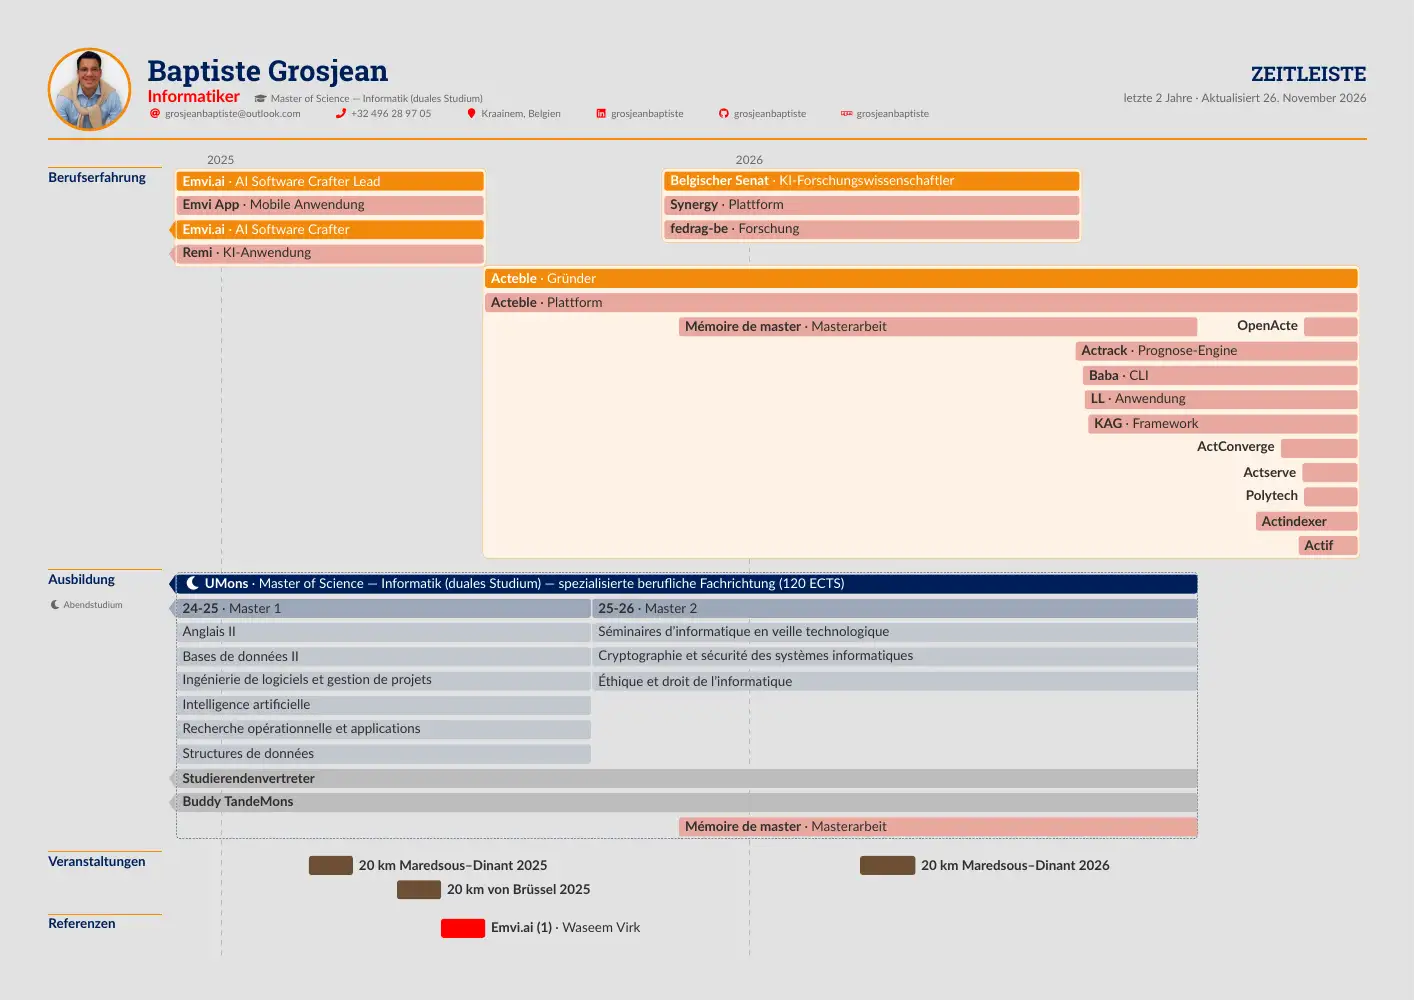 Baptiste Grosjean
Informatiker Master of Science — Informatik (duales Studium)
grosjeanbaptiste@outlook.com +32 496 28 97 05 Kraainem, Belgien grosjeanbaptiste grosjeanbaptiste grosjeanbaptiste
ZEITLEISTE
letzte 2 Jahre · Aktualisiert 26. November 2026
2025 2026
Berufserfahrung
Emvi.ai · AI Software Crafter Lead
Belgischer Senat · KI-Forschungswissenschaftler
Emvi App · Mobile Anwendung
Synergy · Plattform
Emvi.ai · AI Software Crafter
fedrag-be · Forschung
Remi · KI-Anwendung
Acteble · Gründer
Acteble · Plattform
Mémoire de master · Masterarbeit
OpenActe
Actrack · Prognose-Engine
Baba · CLI
LL · Anwendung
KAG · Framework
ActConverge
Actserve
Polytech
Actindexer
Actif
Ausbildung
Abendstudium
UMons · Master of Science — Informatik (duales Studium) — spezialisierte berufliche Fachrichtung (120 ECTS)
24-25 · Master 1
25-26 · Master 2
Anglais II
Séminaires d’informatique en veille technologique
Bases de données II
Cryptographie et sécurité des systèmes informatiques
Ingénierie de logiciels et gestion de projets
Éthique et droit de l’informatique
Intelligence artificielle
Recherche opérationnelle et applications
Structures de données
Studierendenvertreter
Buddy TandeMons
Mémoire de master · Masterarbeit
Veranstaltungen
20 km Maredsous–Dinant 2025
20 km Maredsous–Dinant 2026
20 km von Brüssel 2025
Referenzen
Emvi.ai (1) · Waseem Virk